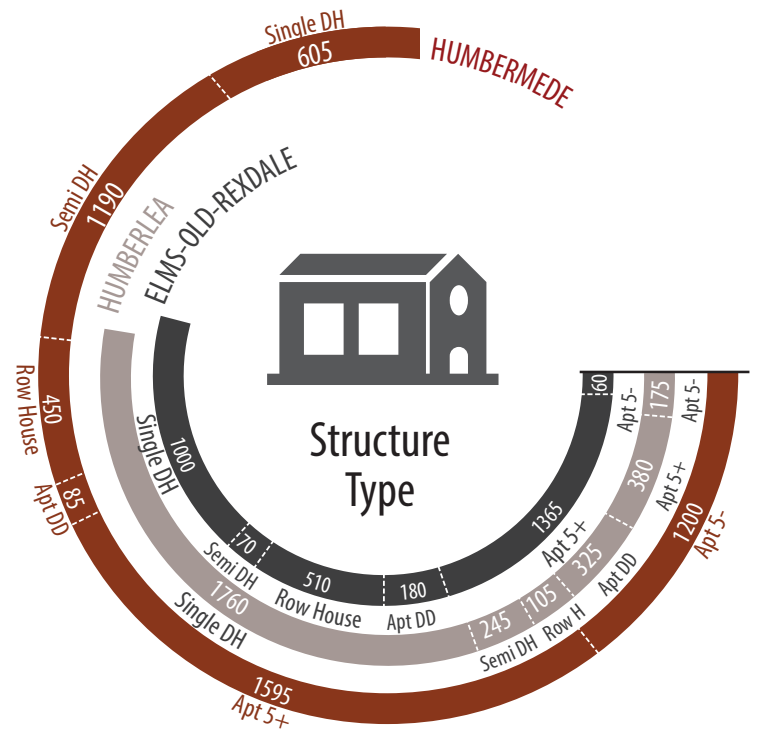 Single DH
605
HUMBERMEDE
Semi DH
1190
HUMBERLEA
ELMS-OLD-REXDALE
Row House
450
Apt DD
85
Structure
Type
60
Apt 5-
175
Apt 5-
Single DH
1000
380
Apt 5+
1200
Apt 5-
1365
Apt 5+
70
Semi DH
510
Row House
180
Apt DD
325
Apt DD
105
Row H
245
Semi DH
1760
Single DH
1595
Apt 5+